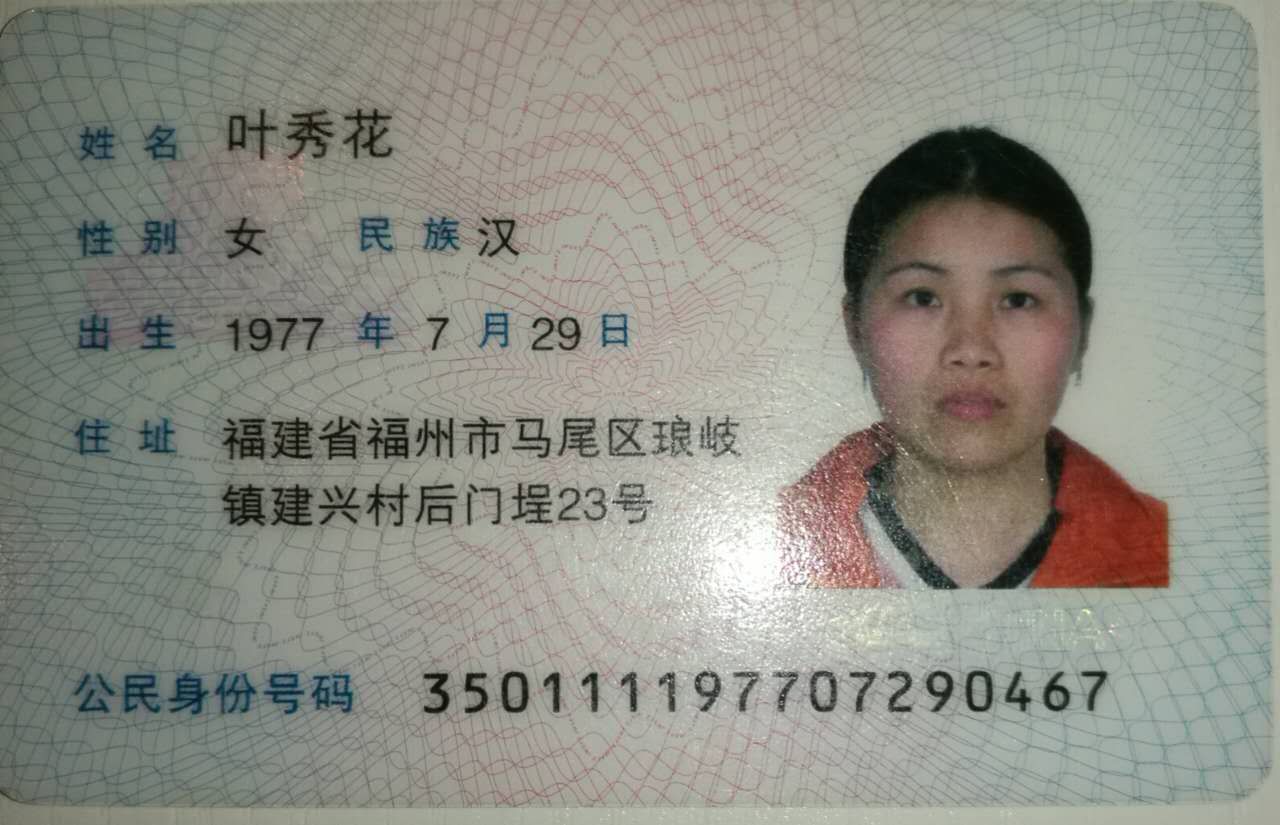 姓名 叶秀花
性别 女 民族 汉
出生 1977 年 7 月 29 日
住址 福建省福州市马尾区琅岐
镇建兴村后门埕23号
公民身份号码 350111197707290467